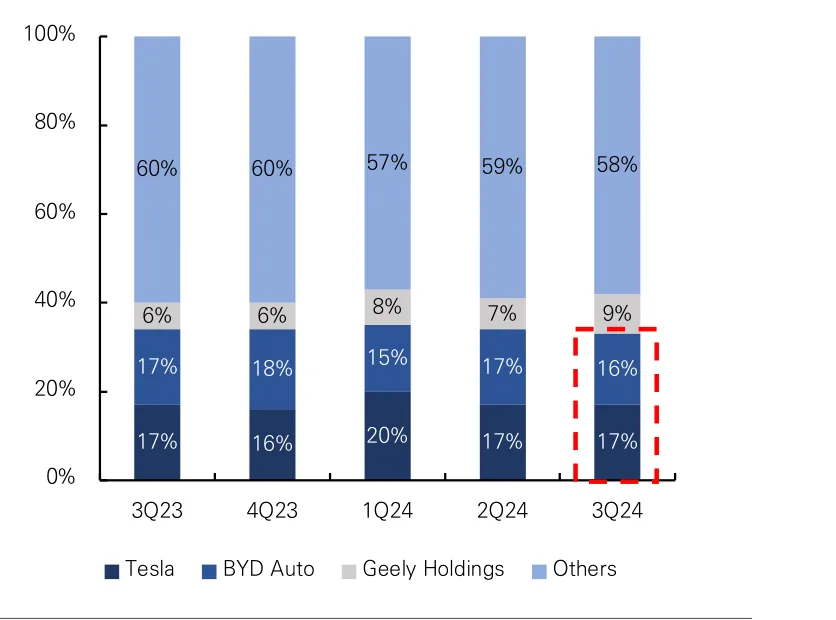 100%
80%
60%
40%
20%
0%
60% 60% 57% 59% 58%
6% 6% 8% 7% 9%
17% 18% 15% 17% 16%
17% 16% 20% 17% 17%
3Q23 4Q23 1Q24 2Q24 3Q24
Tesla BYD Auto Geely Holdings Others